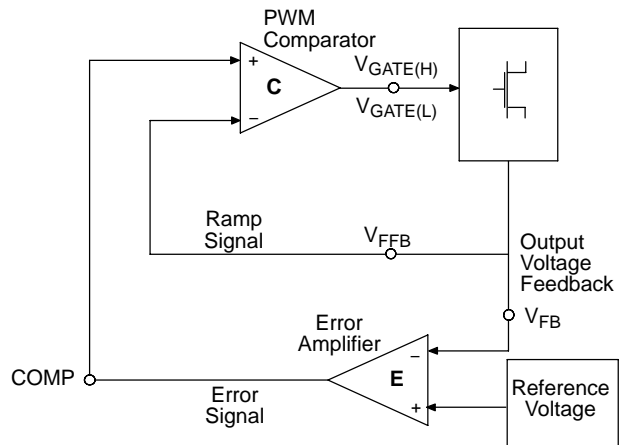 PWM
Comparator
+
C
−
VGATE(H)
VGATE(L)
Ramp
Signal
VFFB
Output
Voltage
Feedback
VFB
Error
Amplifier
−
E
+
COMP
Error
Signal
Reference
Voltage